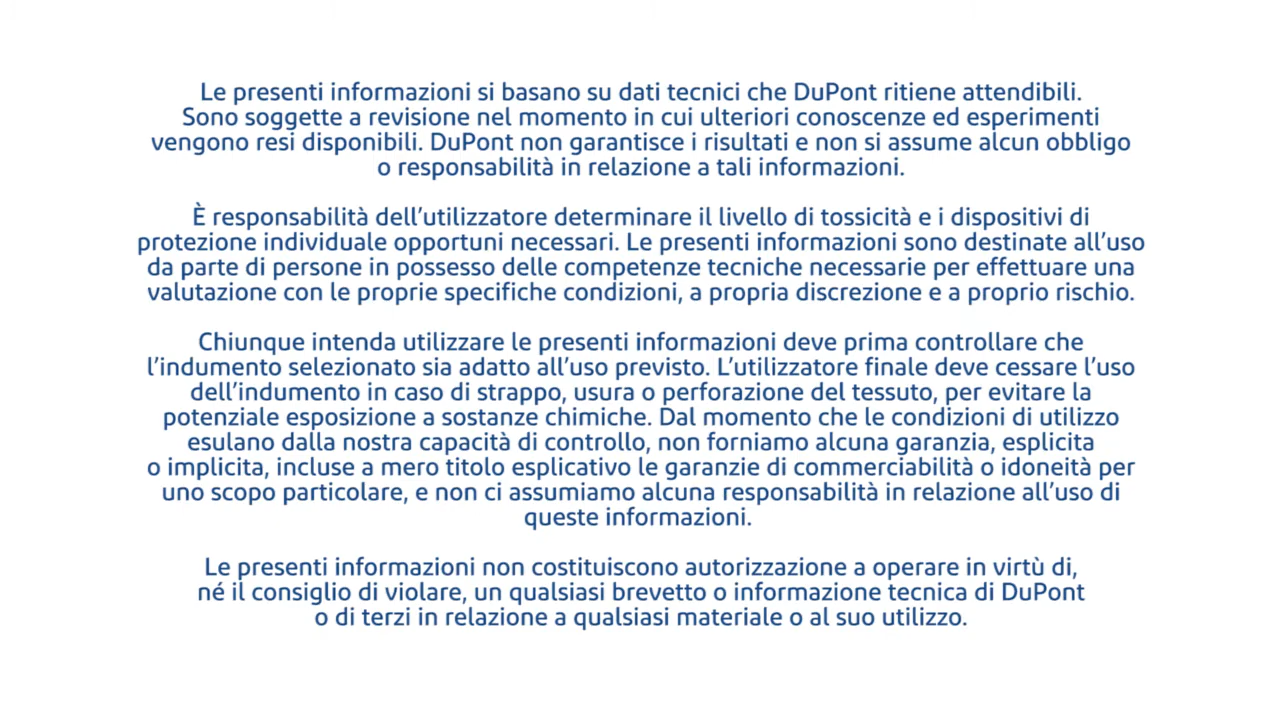 Le presenti informazioni si basano su dati tecnici che DuPont ritiene attendibili.
Sono soggette a revisione nel momento in cui ulteriori conoscenze ed esperimenti
vengono resi disponibili. DuPont non garantisce i risultati e non si assume alcun obbligo
o responsabilità in relazione a tali informazioni.
È responsabilità dell’utilizzatore determinare il livello di tossicità e i dispositivi di
protezione individuale opportuni necessari. Le presenti informazioni sono destinate all’uso
da parte di persone in possesso delle competenze tecniche necessarie per effettuare una
valutazione con le proprie specifiche condizioni, a propria discrezione e a proprio rischio.
Chiunque intenda utilizzare le presenti informazioni deve prima controllare che
l’indumento selezionato sia adatto all’uso previsto. L’utilizzatore finale deve cessare l’uso
dell’indumento in caso di strappo, usura o perforazione del tessuto, per evitare la
potenziale esposizione a sostanze chimiche. Dal momento che le condizioni di utilizzo
esulano dalla nostra capacità di controllo, non forniamo alcuna garanzia, esplicita
o implicita, incluse a mero titolo esplicativo le garanzie di commerciabilità o idoneità per
uno scopo particolare, e non ci assumiamo alcuna responsabilità in relazione all’uso di
queste informazioni.
Le presenti informazioni non costituiscono autorizzazione a operare in virtù di,
né il consiglio di violare, un qualsiasi brevetto o informazione tecnica di DuPont
o di terzi in relazione a qualsiasi materiale o al suo utilizzo.